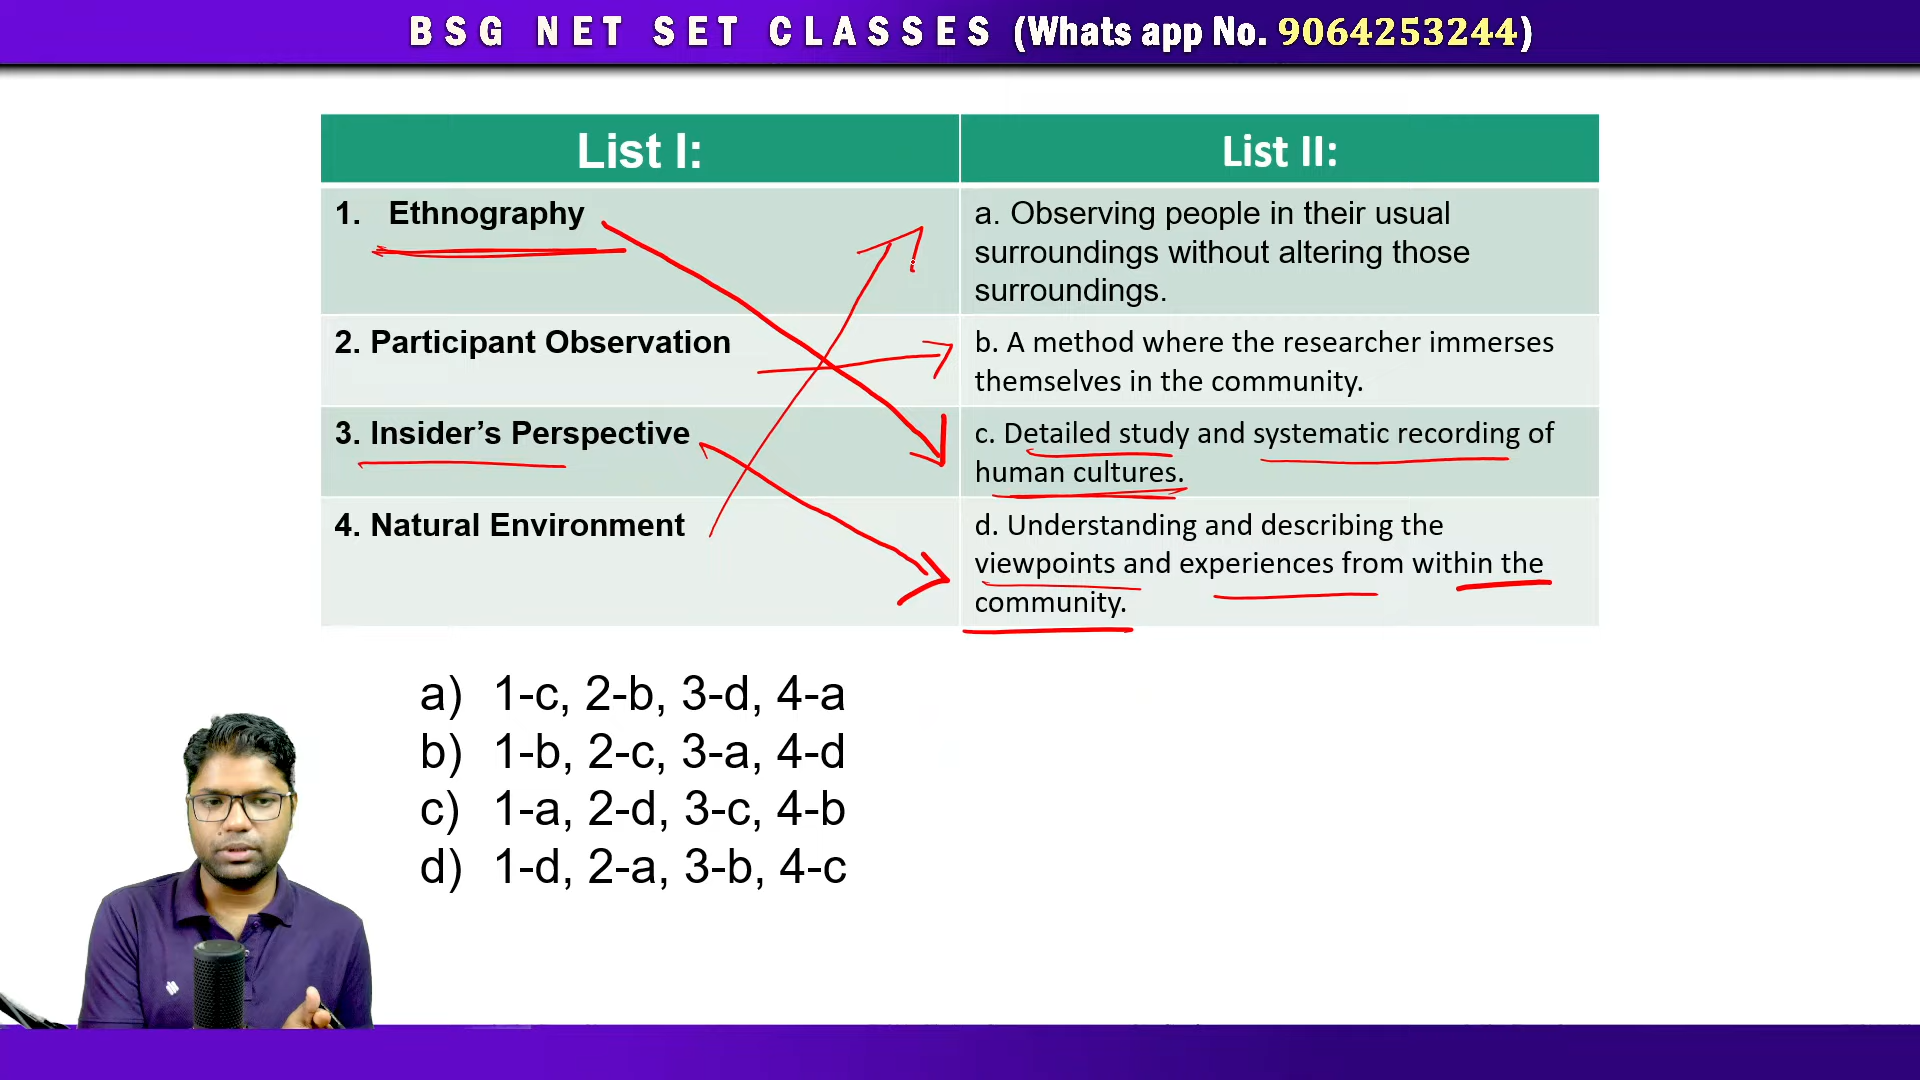 BSG NET SET CLASSES (Whats app No. 9064253244)
List I:
List II:
1. Ethnography
a. Observing people in their usual
surroundings without altering those
surroundings.
2. Participant Observation
b. A method where the researcher immerses
themselves in the community.
3. Insider’s Perspective
c. Detailed study and systematic recording of
human cultures.
4. Natural Environment
d. Understanding and describing the
viewpoints and experiences from within the
community.
a) 1-c, 2-b, 3-d, 4-a
b) 1-b, 2-c, 3-a, 4-d
c) 1-a, 2-d, 3-c, 4-b
d) 1-d, 2-a, 3-b, 4-c